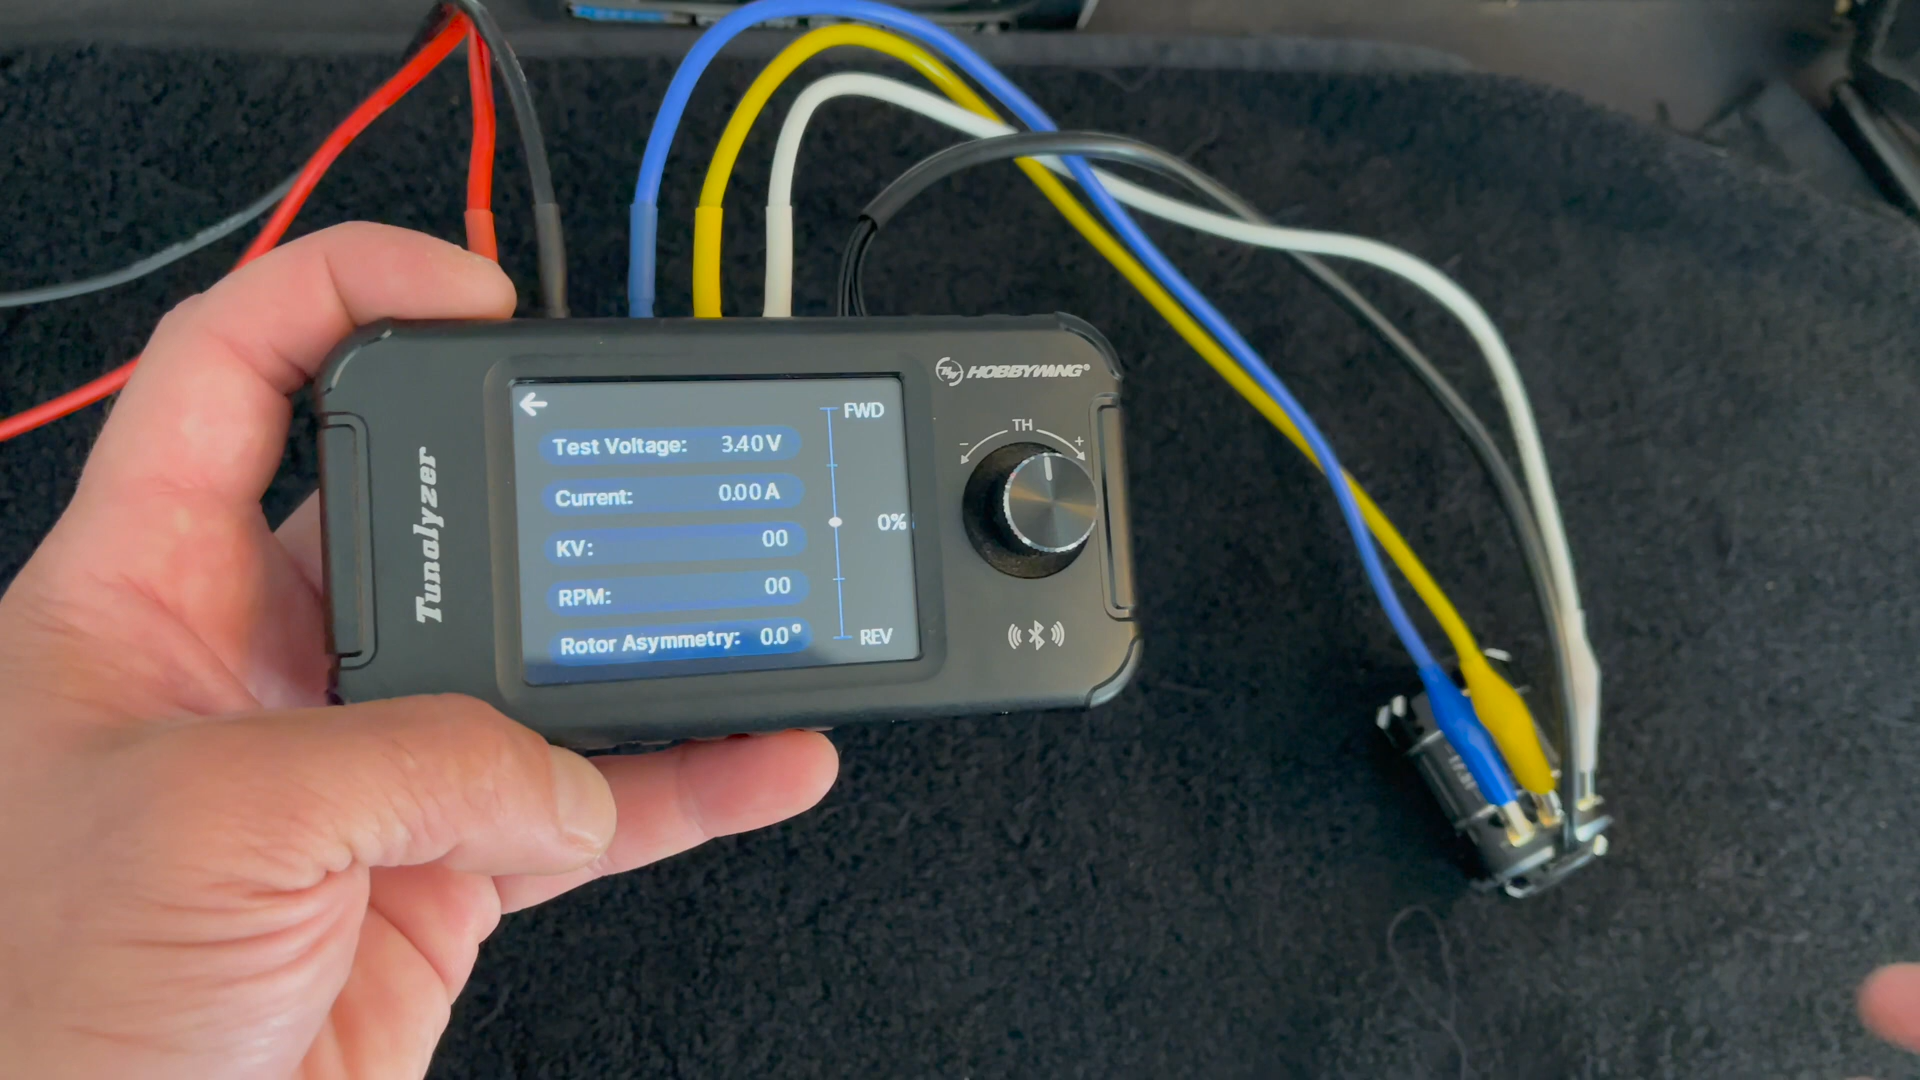 HOBBYWING®
Tunalyzer
FWD
TH
- +
Test Voltage: 3.40V
Current: 0.00A
0%
KV: 00
RPM: 00
Rotor Asymmetry: 0.0°
REV